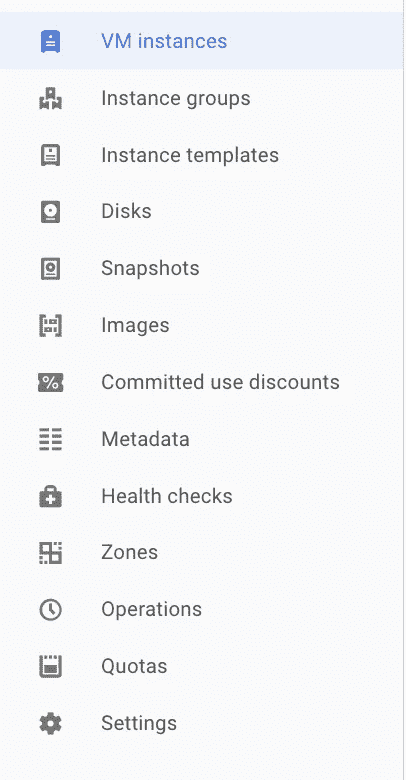 VM instances
Instance groups
Instance templates
Disks
Snapshots
Images
Committed use discounts
Metadata
Health checks
Zones
Operations
Quotas
Settings